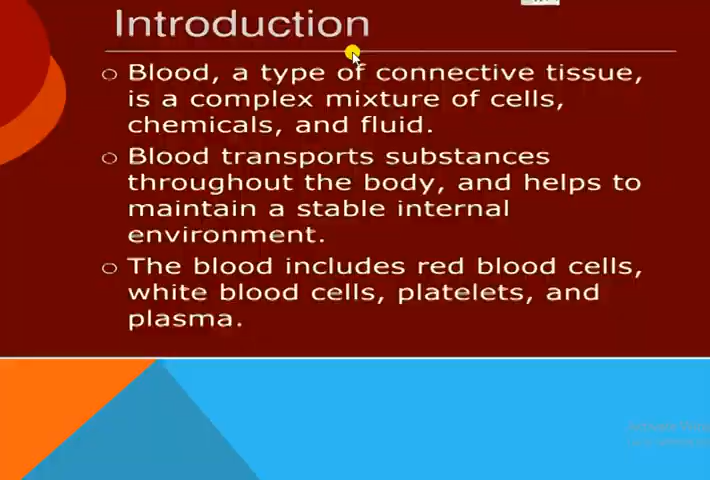 Introduction
Blood, a type of connective tissue,
is a complex mixture of cells,
chemicals, and fluid.
Blood transports substances
throughout the body, and helps to
maintain a stable internal
environment.
The blood includes red blood cells,
white blood cells, platelets, and
plasma.
Activate